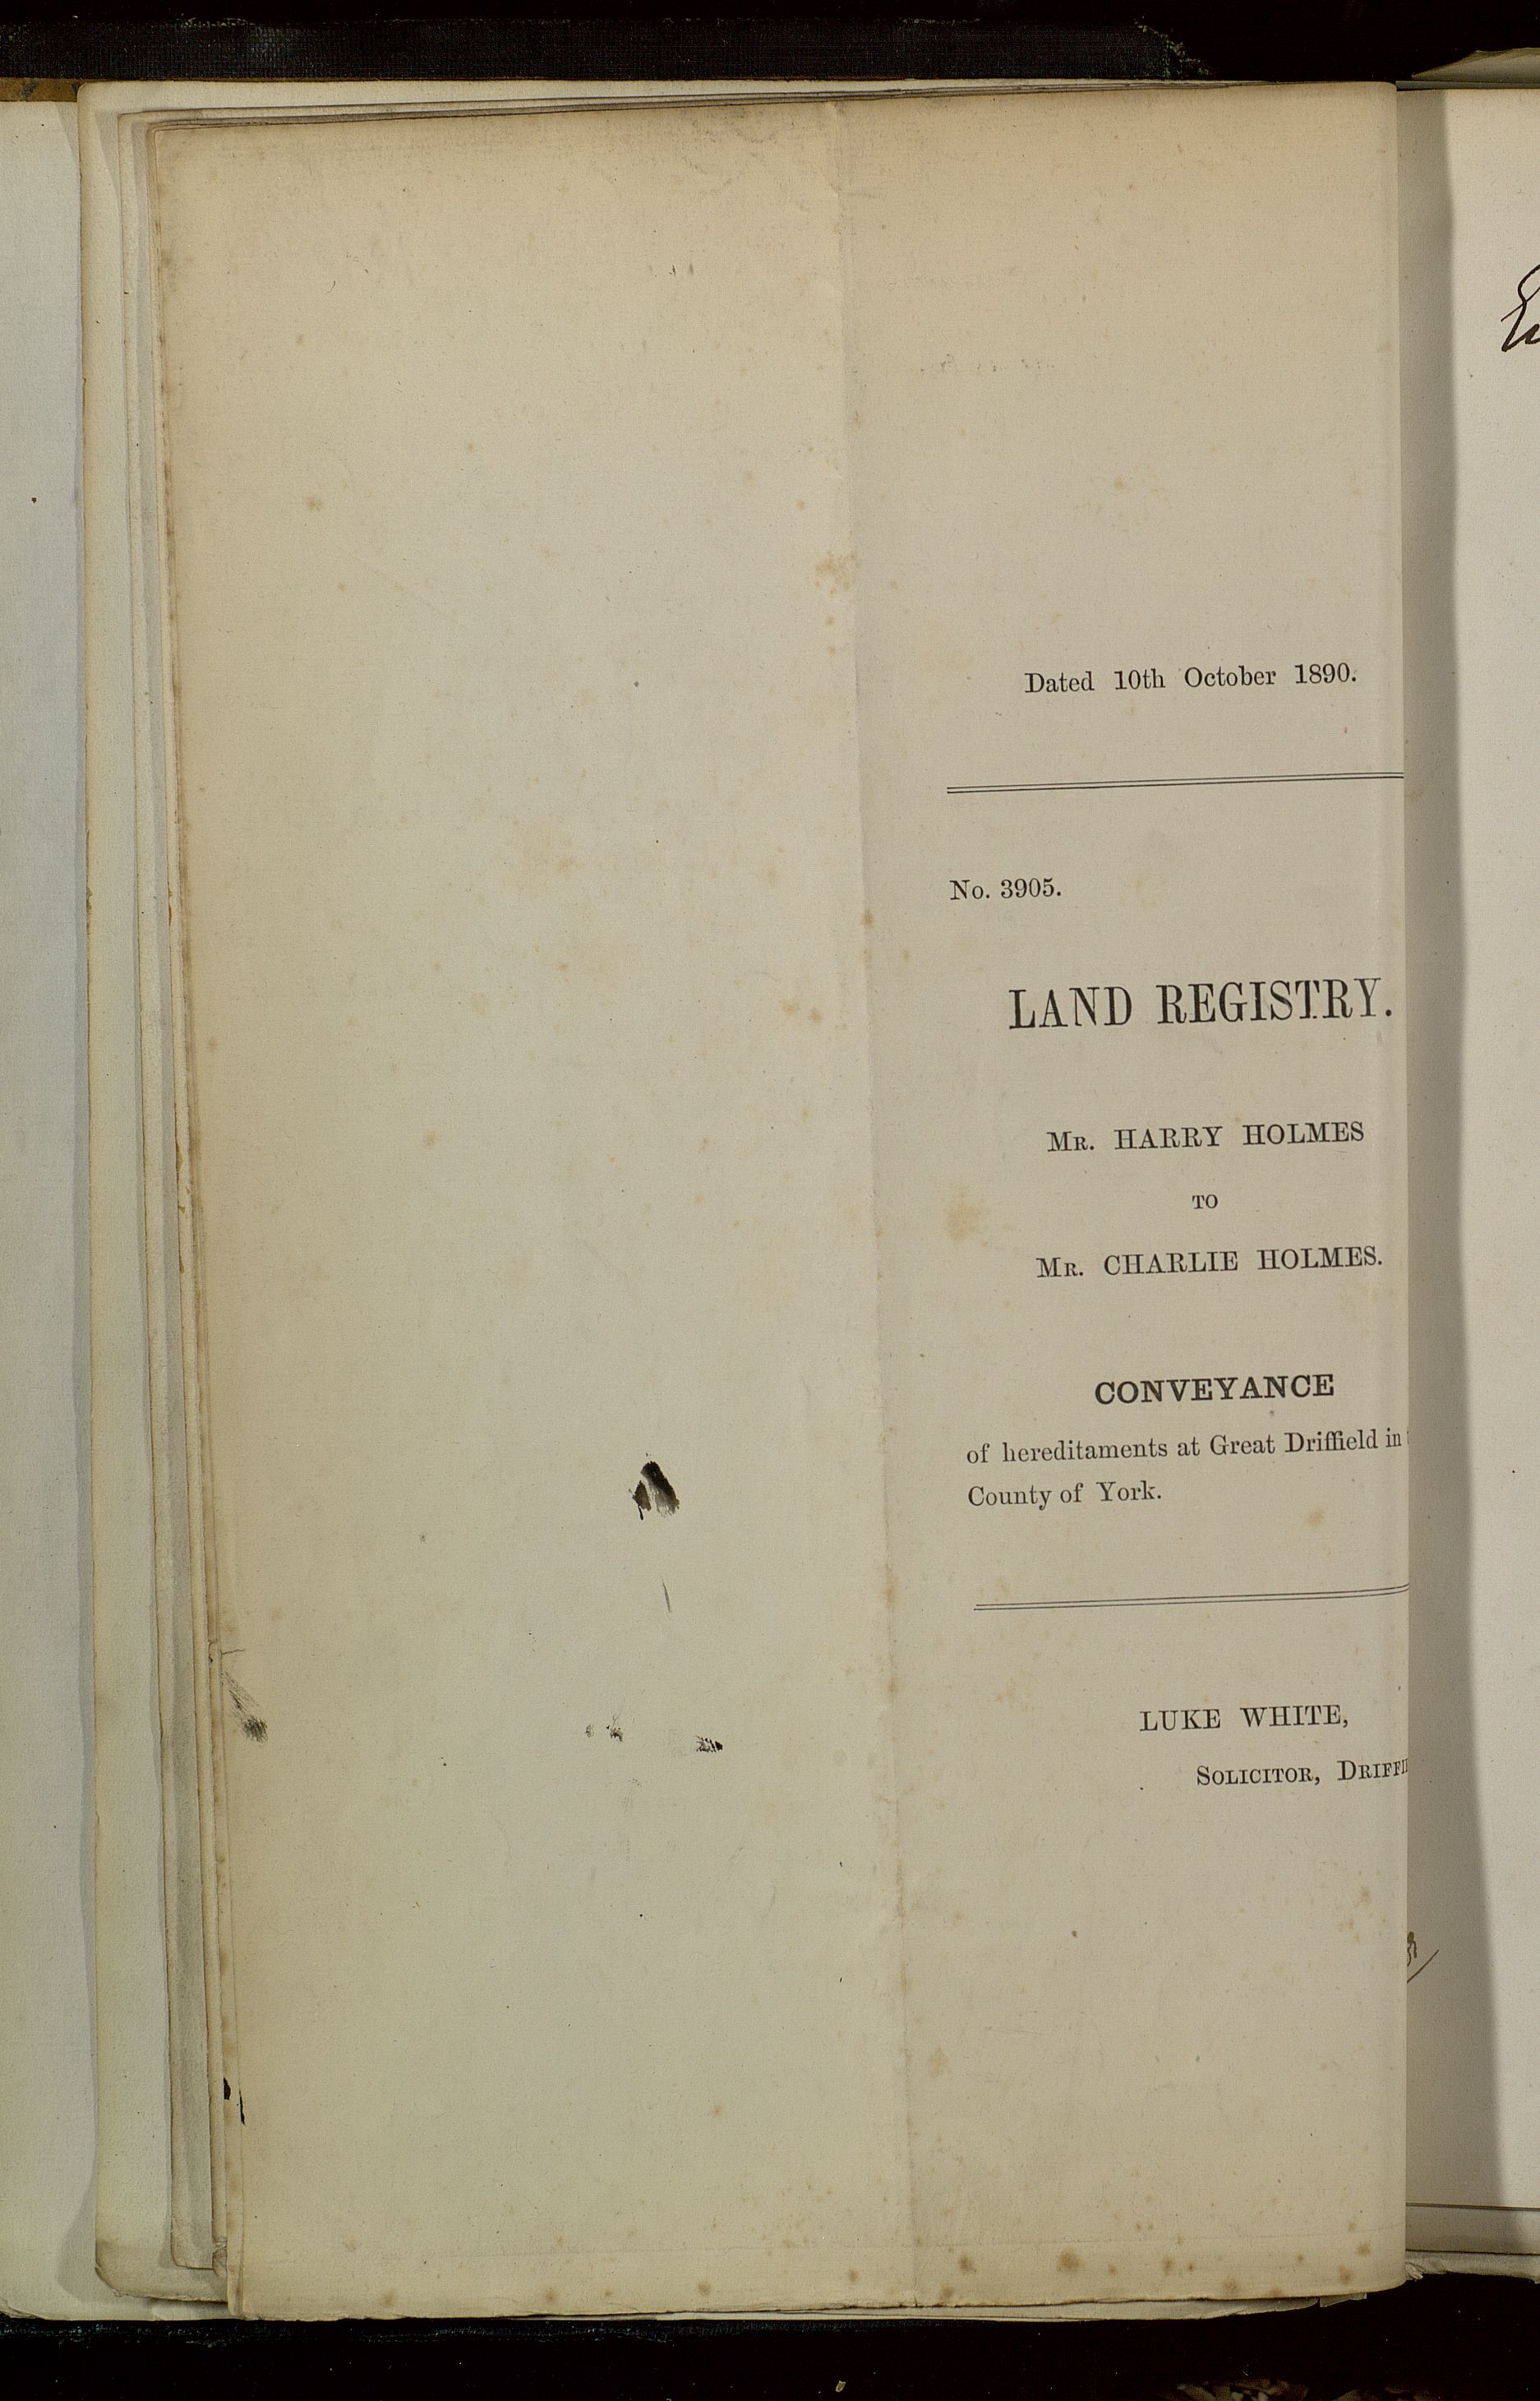 Dated 10th October 1890.
No. 3905.
LAND REGISTRY.
MR. HARRY HOLMES
TO
MR. CHARLIE HOLMES.
CONVEYANCE
of hereditaments at Great Driffield in
County of York.
LUKE WHITE,
SOLICITOR,